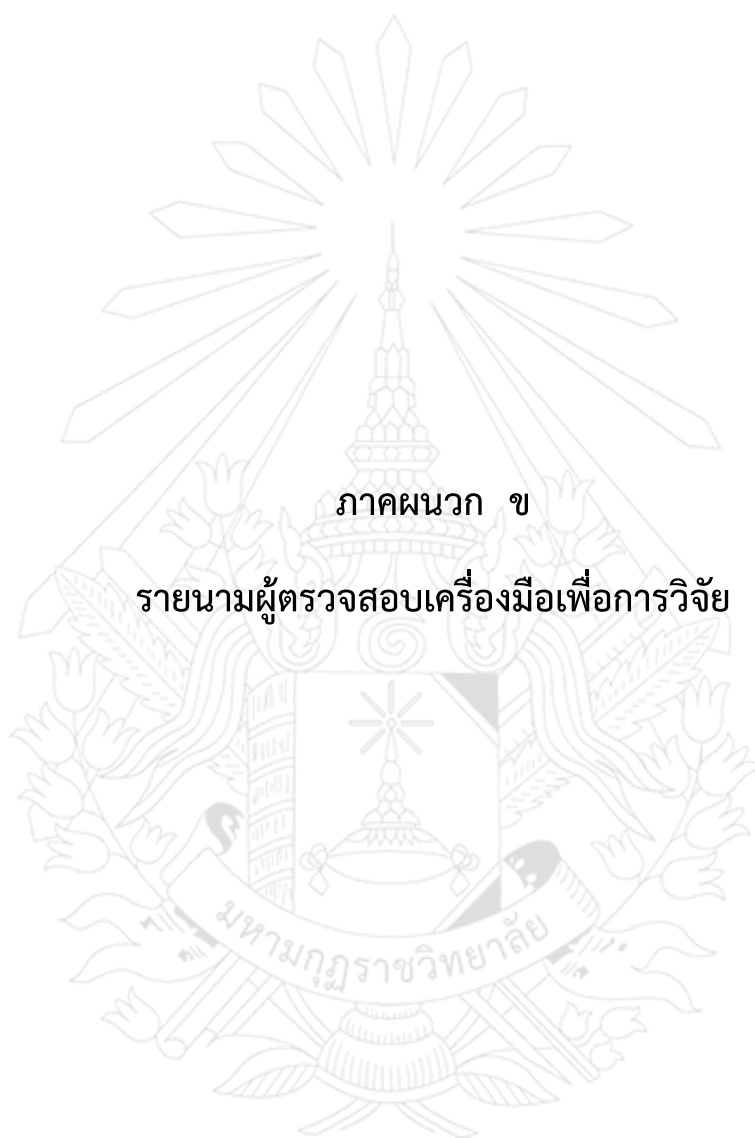 ภาคผนวก ข
รายนามผู้ตรวจสอบเครื่องมือเพื่อการวิจัย
มหามกุฏราชวิทยาลัย